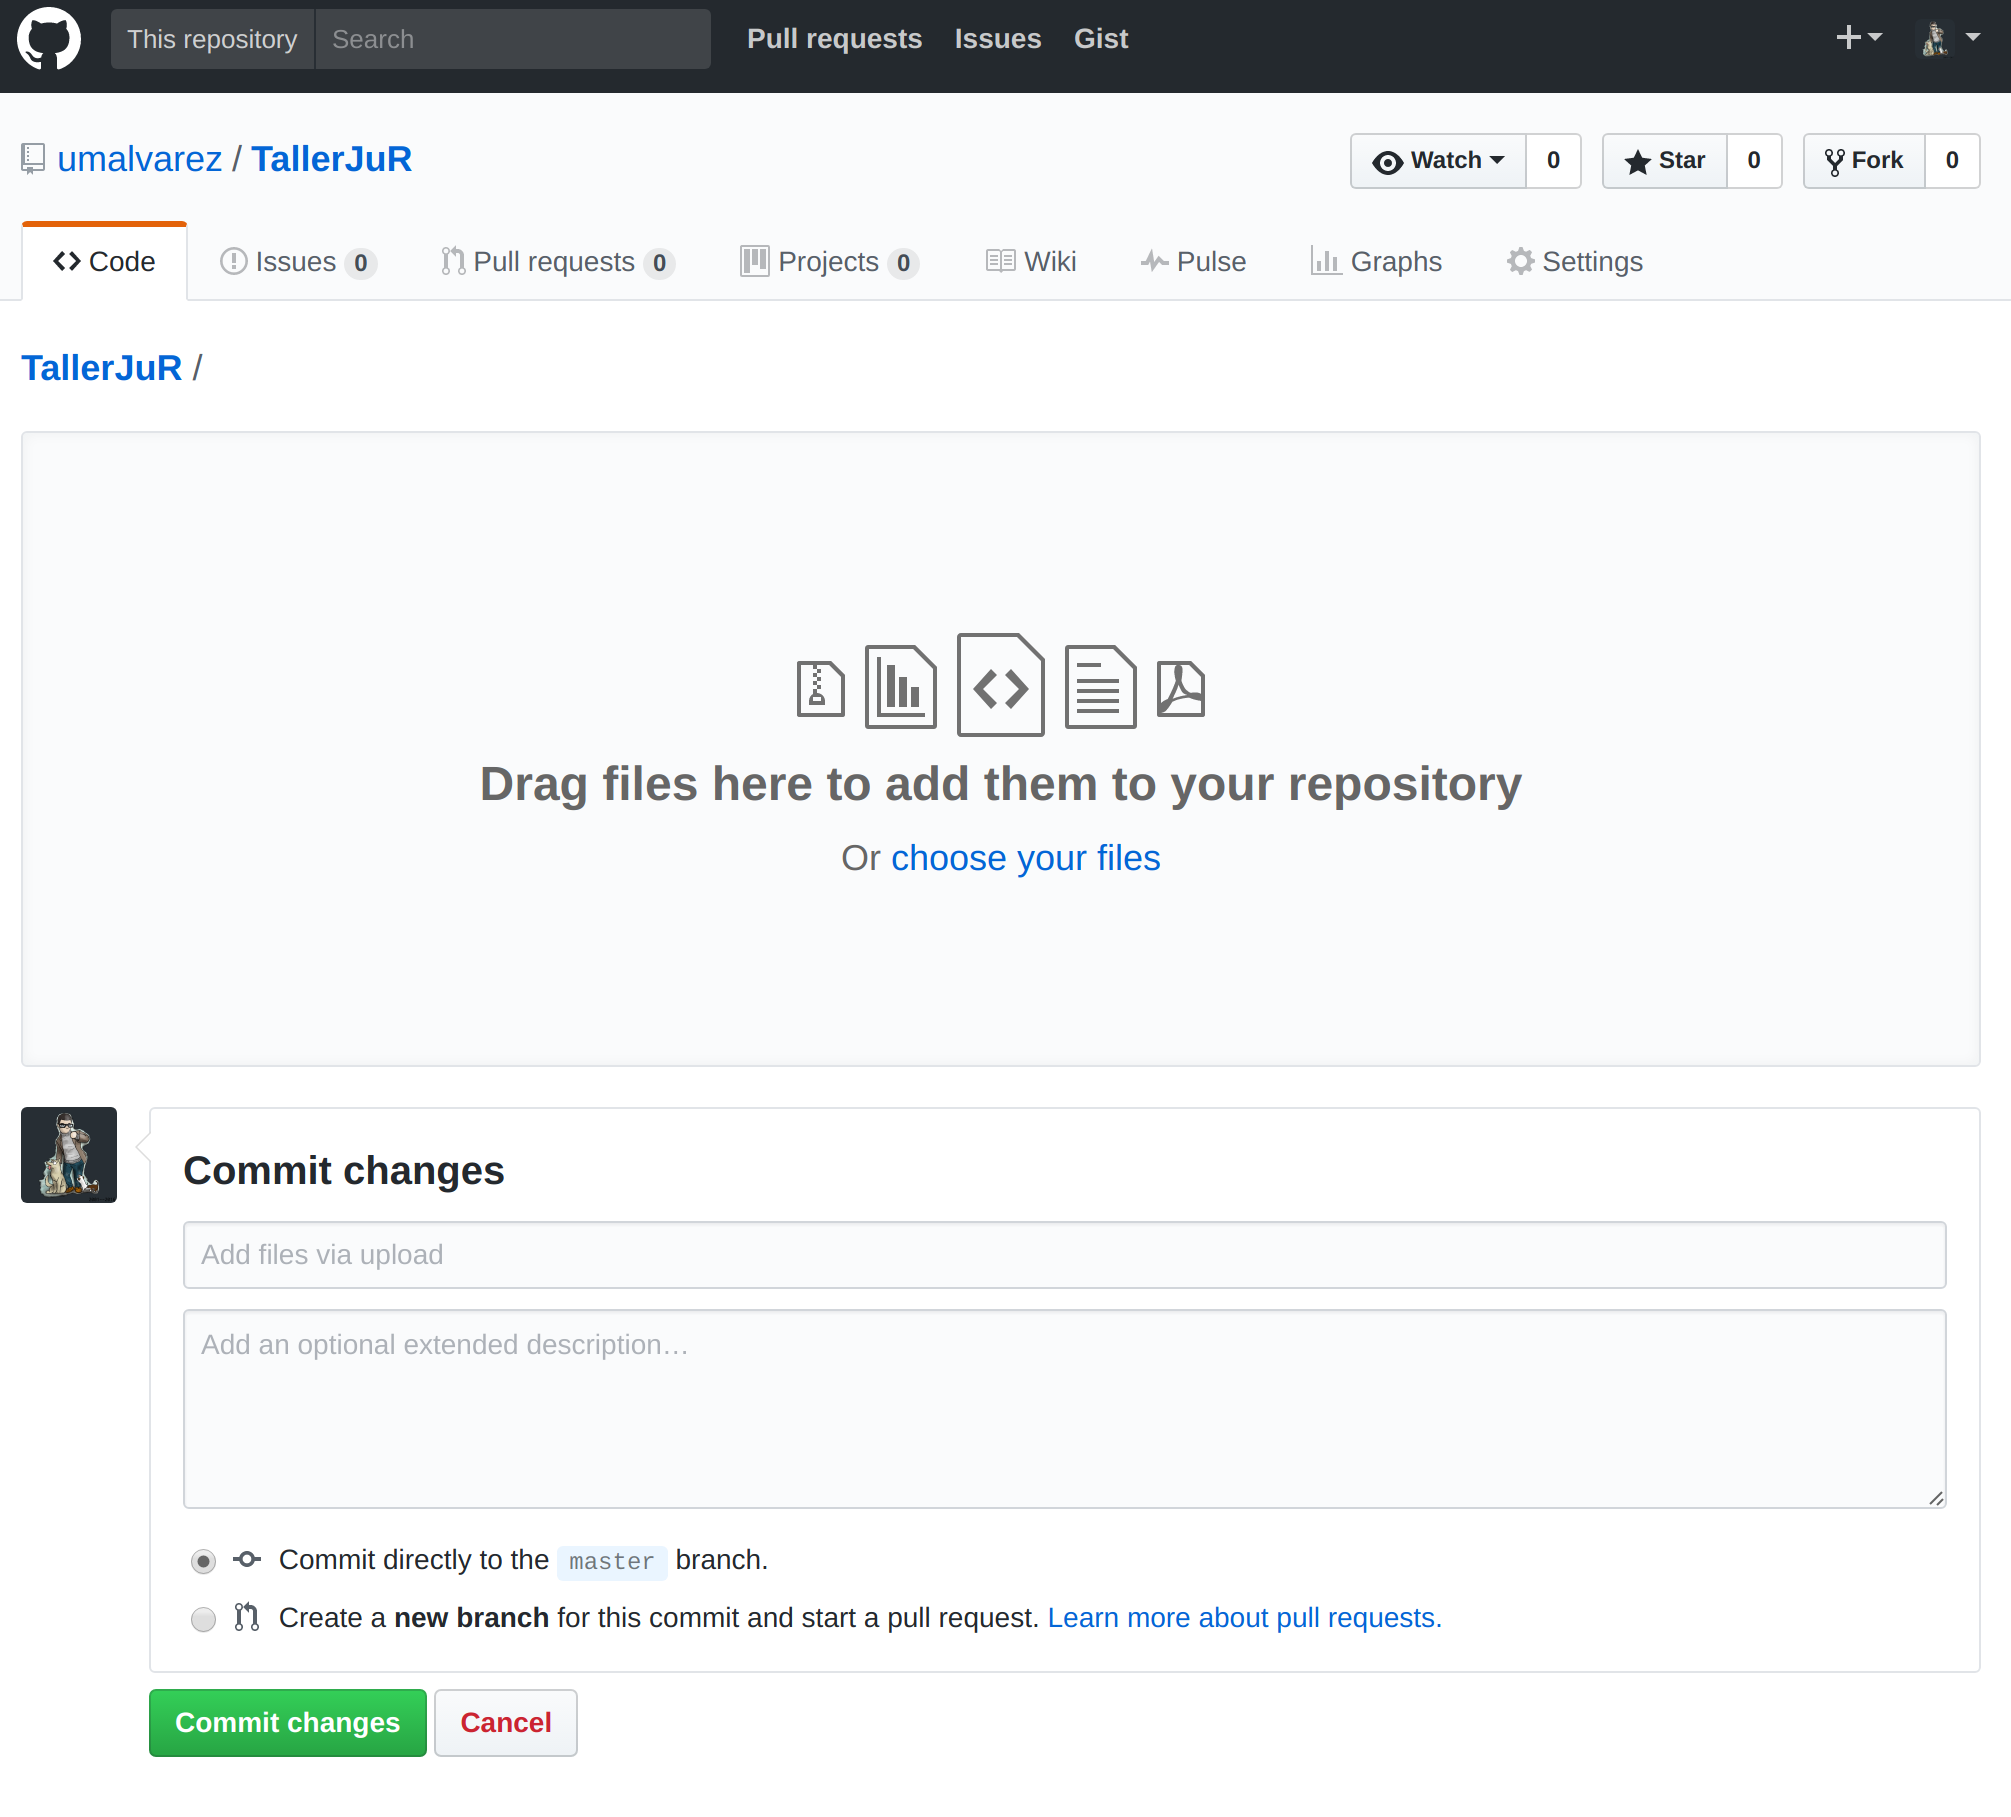 This repository Search Pull requests Issues Gist
umalvarez / TallerJuR Watch 0 Star 0 Fork 0
Code Issues 0 Pull requests 0 Projects 0 Wiki Pulse Graphs Settings
TallerJuR /
Drag files here to add them to your repository
Or choose your files
Commit changes
Add files via upload
Add an optional extended description…
Commit directly to the master branch.
Create a new branch for this commit and start a pull request. Learn more about pull requests.
Commit changes Cancel